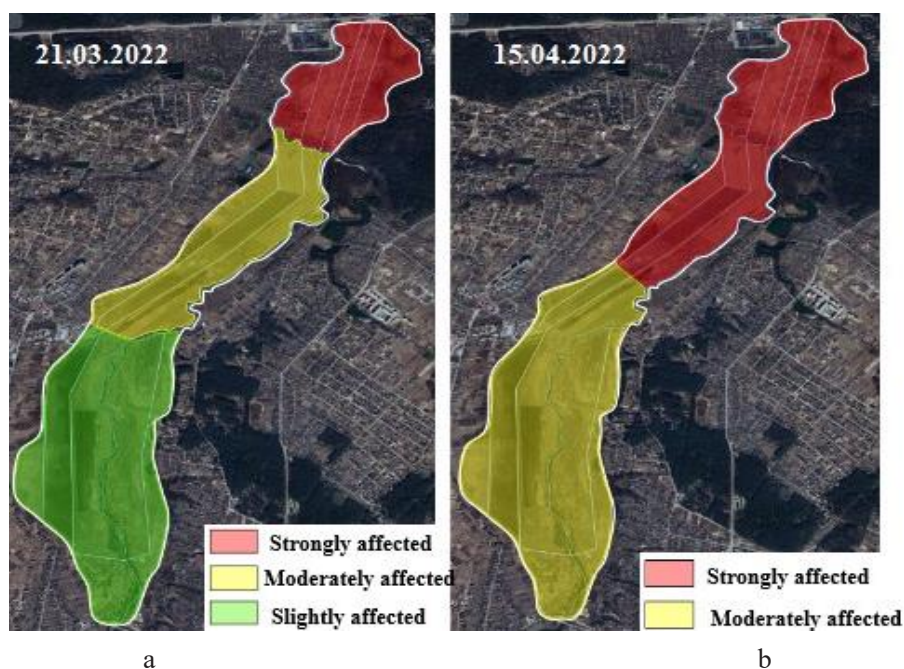 21.03.2022
15.04.2022
Strongly affected
Moderately affected
Slightly affected
Strongly affected
Moderately affected
a
b